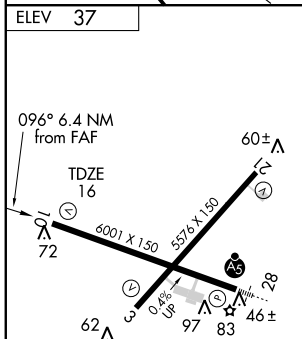 ELEV 37
096° 6.4 NM
from FAF
TDZE
16
60±
21
V
10
V
6001 X 150
5576 X 150
72
A5
28
V
3
0.4%
UP
P
46±
62
97
83